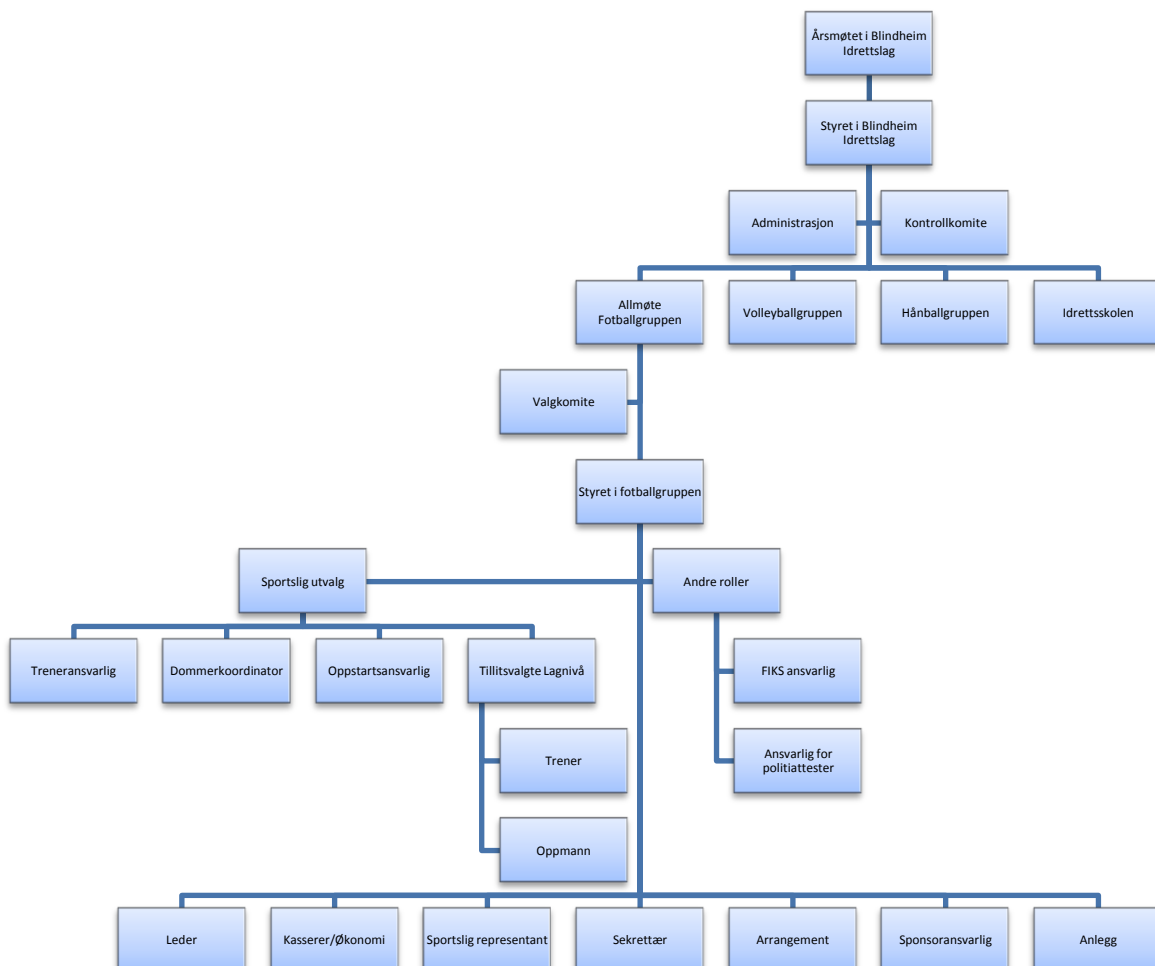 Årsmøtet i Blindheim
Idrettslag
Styret i Blindheim
Idrettslag
Administrasjon
Kontrollkomite
Allmøte
Fotballgruppen
Volleyballgruppen
Hånballgruppen
Idrettsskolen
Valgkomite
Styret i fotballgruppen
Sportslig utvalg
Andre roller
Treneransvarlig
Dommerkoordinator
Oppstartsansvarlig
Tillitsvalgte Lagnivå
FIKS ansvarlig
Trener
Ansvarlig for
politiattester
Oppmann
Leder
Kasserer/Økonomi
Sportslig representant
Sekrettær
Arrangement
Sponsoransvarlig
Anlegg